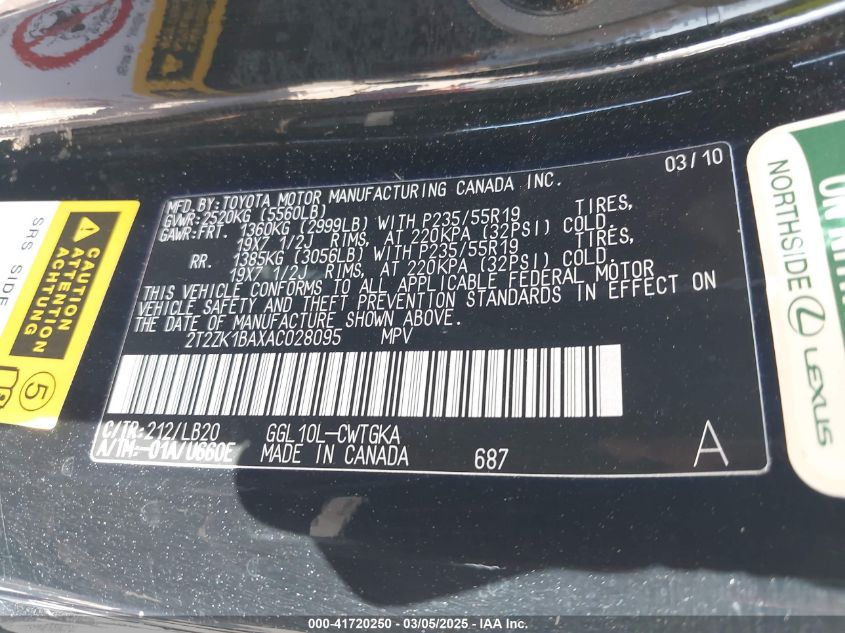 03/10
MFD.BY:TOYOTA MOTOR MANUFACTURING CANADA INC.
GVWR:2520KG (5560LB)
GAWR:FRT. 1360KG (2999LB) WITH P235/55R19 TIRES,
19X7 1/2J RIMS, AT 220KPA (32PSI) COLD.
RR. 1385KG (3056LB) WITH P235/55R19 TIRES,
19X7 1/2J RIMS, AT 220KPA (32PSI) COLD.
THIS VEHICLE CONFORMS TO ALL APPLICABLE FEDERAL MOTOR
VEHICLE SAFETY AND THEFT PREVENTION STANDARDS IN EFFECT ON
THE DATE OF MANUFACTURE SHOWN ABOVE.
2T2ZK1BAXAC028095 MPV
C/TR:212/LB20 GGL10L-CWTGKA
A/TM:-01A/U660E MADE IN CANADA 687 A
SRS SIDE
CAUTION
ATTENTION
ACHTUNG
5
NORTHSIDE LEXUS
000-41720250 - 03/05/2025 - IAA Inc.